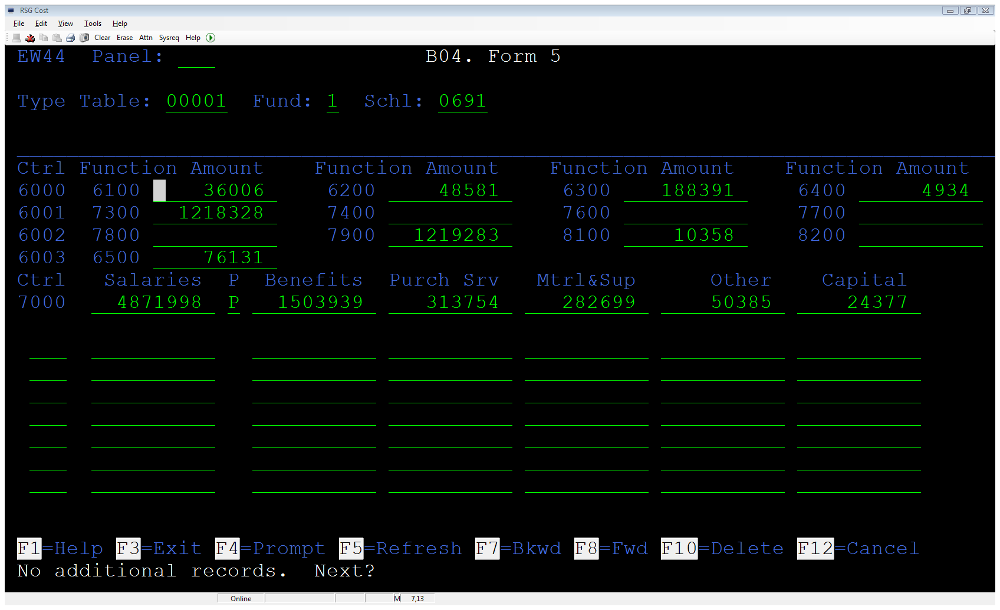 RSG Cost
File Edit View Tools Help
Clear Erase Attn Sysreq Help
EW44 Panel: B04. Form 5
Type Table: 00001 Fund: 1 Schl: 0691
Ctrl Function Amount Function Amount Function Amount Function Amount
6000 6100 36006 6200 48581 6300 188391 6400 4934
6001 7300 1218328 7400 7600 7700
6002 7800 7900 1219283 8100 10358 8200
6003 6500 76131
Ctrl Salaries P Benefits Purch Srv Mtrl&Sup Other Capital
7000 4871998 P 1503939 313754 282699 50385 24377
F1=Help F3=Exit F4=Prompt F5=Refresh F7=Bkwd F8=Fwd F10=Delete F12=Cancel
No additional records. Next?
Online M 7,13